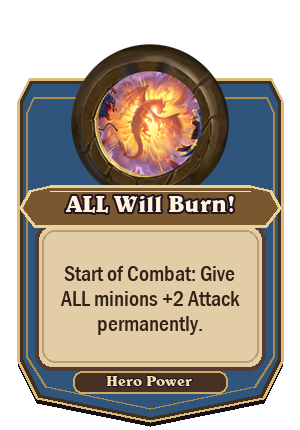 ALL Will Burn!
Start of Combat: Give
ALL minions +2 Attack
permanently.
Hero Power